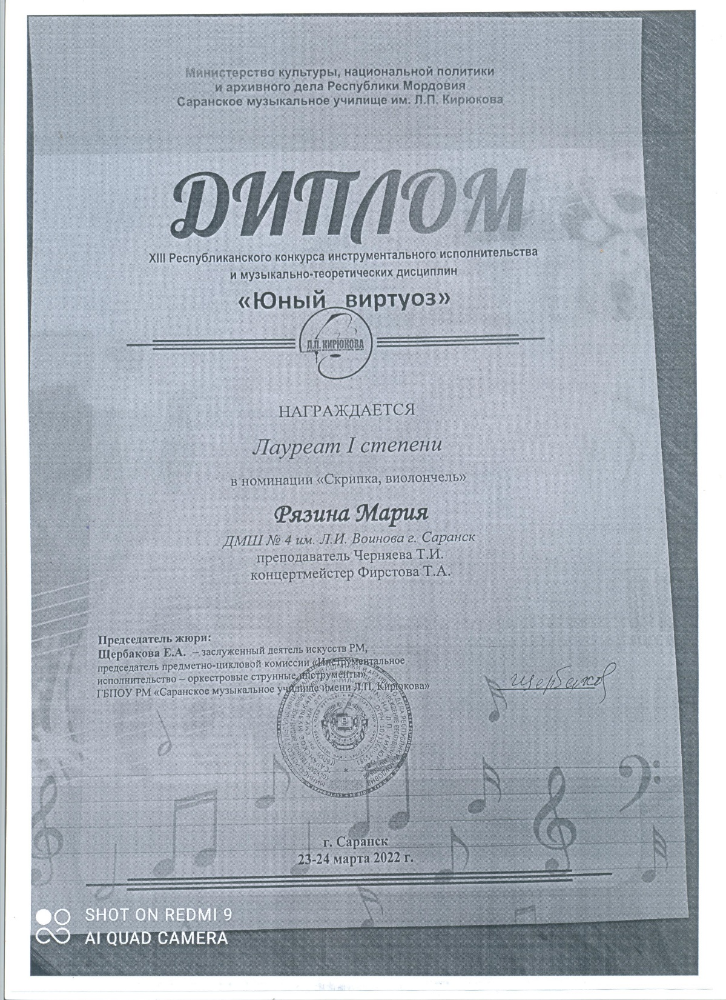 Министерство культуры, национальной политики
и архивного дела Республики Мордовия
Саранское музыкальное училище им. Л.П. Кирюкова
ДИПЛОМ
XIII Республиканского конкурса инструментального исполнительства
и музыкально-теоретических дисциплин
«Юный виртуоз»
Л.П. КИРЮКОВА
НАГРАЖДАЕТСЯ
Лауреат I степени
в номинации «Скрипка, виолончель»
Рязина Мария
ДМШ № 4 им. Л.И. Воинова г. Саранск
преподаватель Черняева Т.И.
концертмейстер Фирстова Т.А.
Председатель жюри:
Щербакова Е.А. – заслуженный деятель искусств РМ,
председатель предметно-цикловой комиссии «Инструментальное
исполнительство – оркестровые струнные инструменты»
ГБПОУ РМ «Саранское музыкальное училище имени Л.П. Кирюкова»
г. Саранск
23-24 марта 2022 г.
SHOT ON REDMI 9
AI QUAD CAMERA